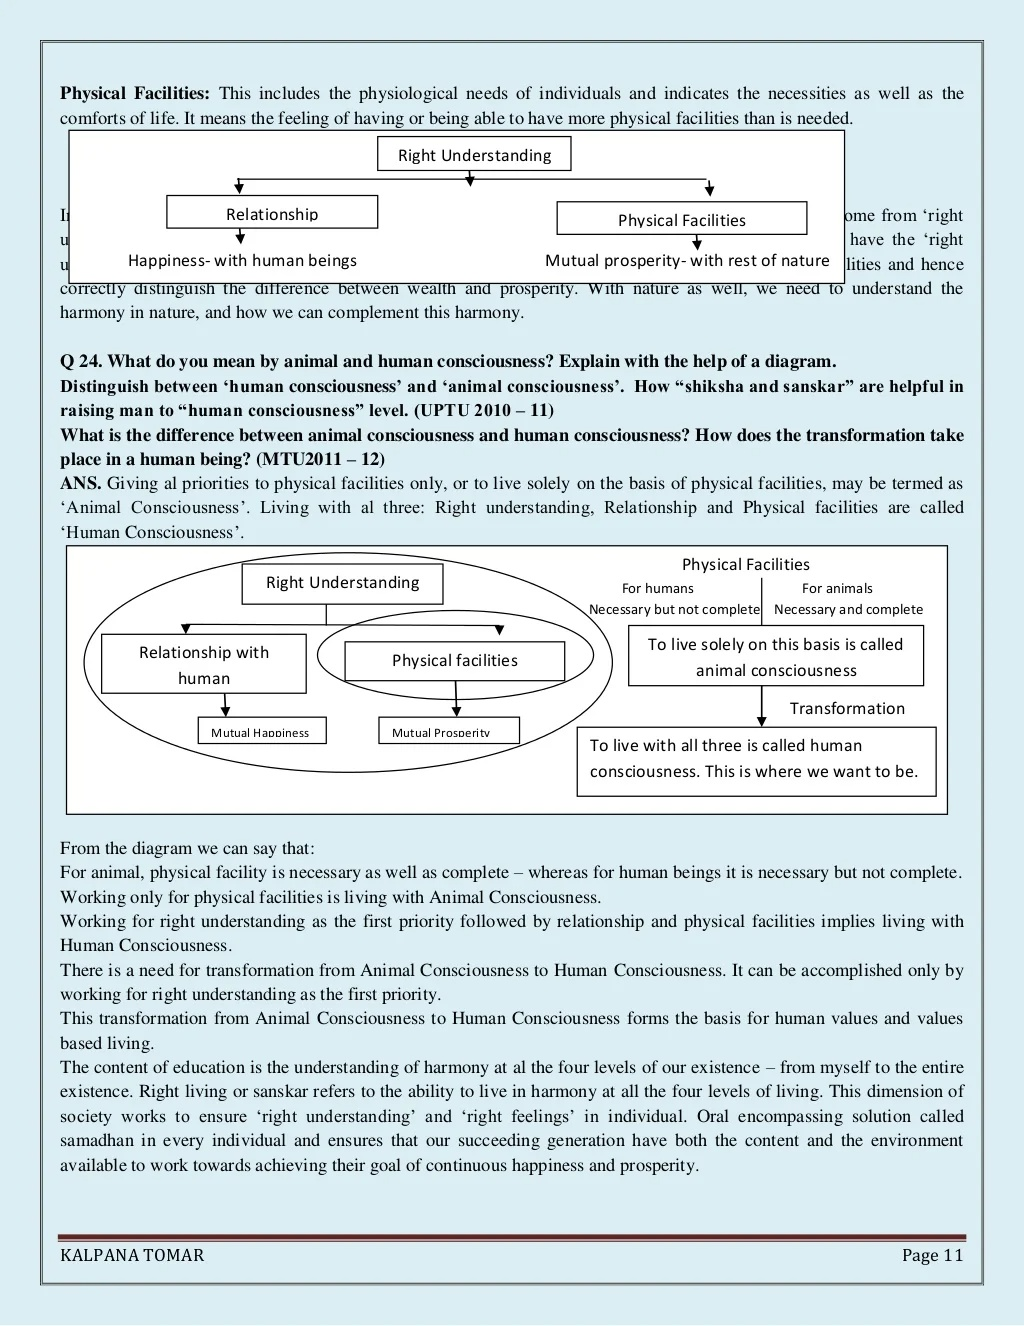 Physical Facilities: This includes the physiological needs of individuals and indicates the necessities as well as the
comforts of life. It means the feeling of having or being able to have more physical facilities than is needed.
Right Understanding
Relationship
Physical Facilities
Happiness- with human beings
Mutual prosperity- with rest of nature
‘right
have the ‘right
and hence
correctly distinguish the difference between wealth and prosperity. With nature as well, we need to understand the
harmony in nature, and how we can complement this harmony.
Q 24. What do you mean by animal and human consciousness? Explain with the help of a diagram.
Distinguish between ‘human consciousness’ and ‘animal consciousness’. How “shiksha and sanskar” are helpful in
raising man to “human consciousness” level. (UPTU 2010 – 11)
What is the difference between animal consciousness and human consciousness? How does the transformation take
place in a human being? (MTU2011 – 12)
ANS. Giving al priorities to physical facilities only, or to live solely on the basis of physical facilities, may be termed as
‘Animal Consciousness’. Living with al three: Right understanding, Relationship and Physical facilities are called
‘Human Consciousness’.
Right Understanding
Relationship with
human
Physical facilities
Mutual Happiness
Mutual Prosperity
Physical Facilities
For humans
For animals
Necessary but not complete
Necessary and complete
To live solely on this basis is called
animal consciousness
Transformation
To live with all three is called human
consciousness. This is where we want to be.
From the diagram we can say that:
For animal, physical facility is necessary as well as complete – whereas for human beings it is necessary but not complete.
Working only for physical facilities is living with Animal Consciousness.
Working for right understanding as the first priority followed by relationship and physical facilities implies living with
Human Consciousness.
There is a need for transformation from Animal Consciousness to Human Consciousness. It can be accomplished only by
working for right understanding as the first priority.
This transformation from Animal Consciousness to Human Consciousness forms the basis for human values and values
based living.
The content of education is the understanding of harmony at al the four levels of our existence – from myself to the entire
existence. Right living or sanskar refers to the ability to live in harmony at all the four levels of living. This dimension of
society works to ensure ‘right understanding’ and ‘right feelings’ in individual. Oral encompassing solution called
samadhan in every individual and ensures that our succeeding generation have both the content and the environment
available to work towards achieving their goal of continuous happiness and prosperity.
KALPANA TOMAR
Page 11